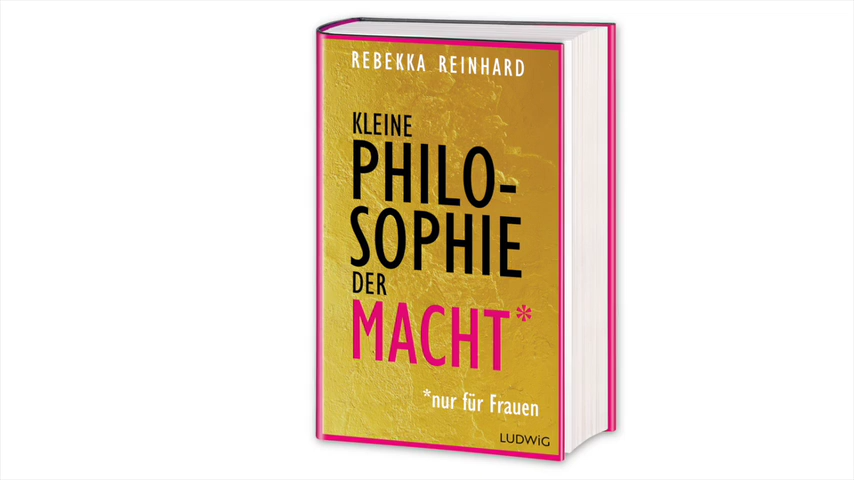 REBEKKA REINHARD
KLEINE
PHILO-
SOPHIE
DER
MACHT*
*nur für Frauen
LUDWiG